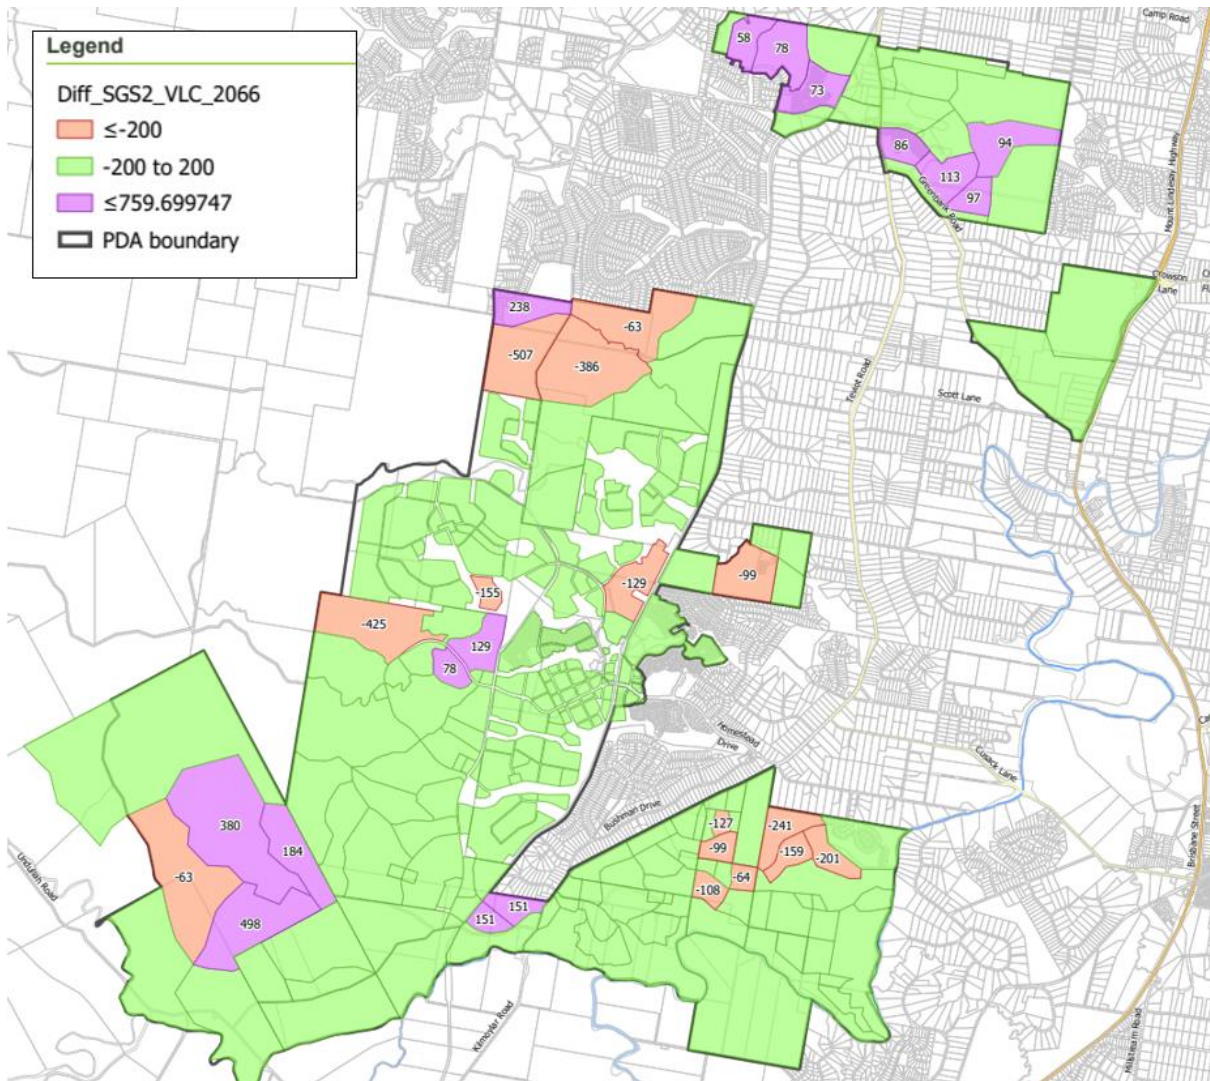 Legend
Diff_SGS2_VLC_2066
≤-200
-200 to 200
≤759.699747
PDA boundary
Camp Road
58
78
73
86
94
113
97
Greenbank Road
Mount Lindesay Highway
Crowson
Lane
238
-63
-507
-386
Teviot Road
Scott Lane
-99
-129
-155
-425
129
78
Homestead
Drive
Cusack Lane
Bushman Drive
380
184
-63
498
Undullah Road
-127
-99
-241
-159
-201
-64
-108
151
151
Kilmoylar Road
Brisbane Street
Millstream Road